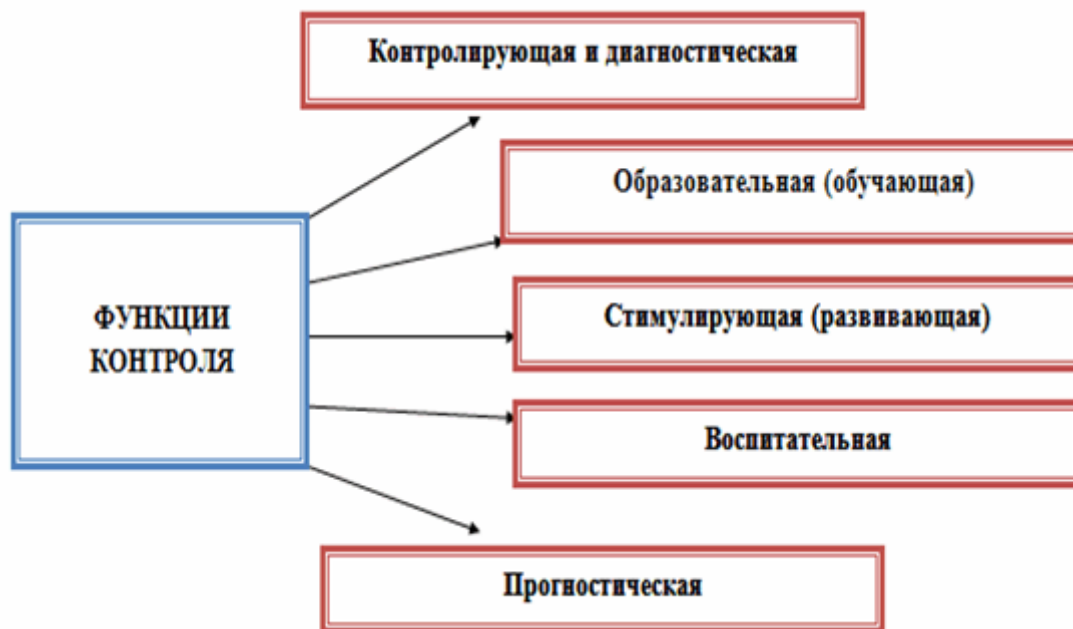 Контролирующая и диагностическая
Образовательная (обучающая)
ФУНКЦИИ
КОНТРОЛЯ
Стимулирующая (развивающая)
Воспитательная
Прогностическая